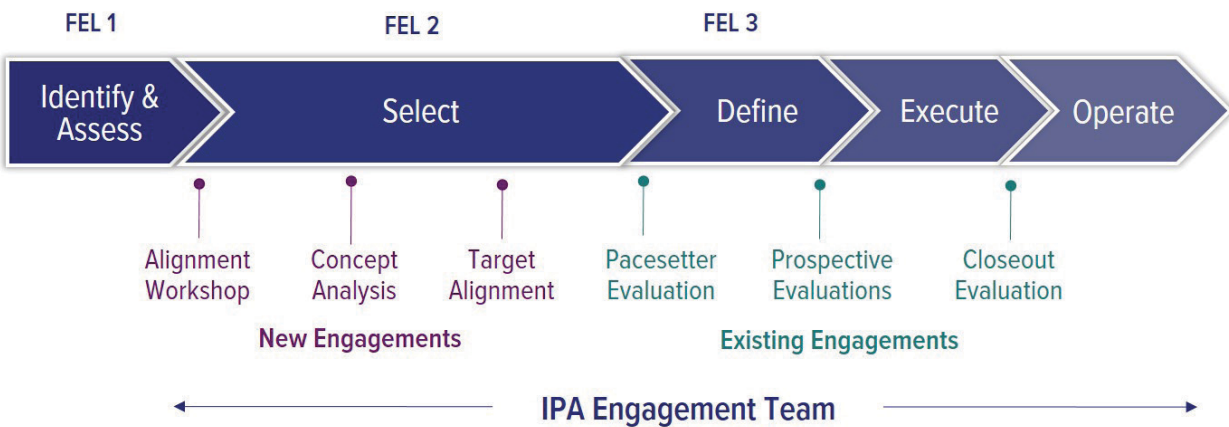 FEL 1
FEL 2
FEL 3
Identify &
Assess
Select
Define
Execute
Operate
Alignment
Workshop
Concept
Analysis
Target
Alignment
Pacesetter
Evaluation
Prospective
Evaluations
Closeout
Evaluation
New Engagements
Existing Engagements
IPA Engagement Team